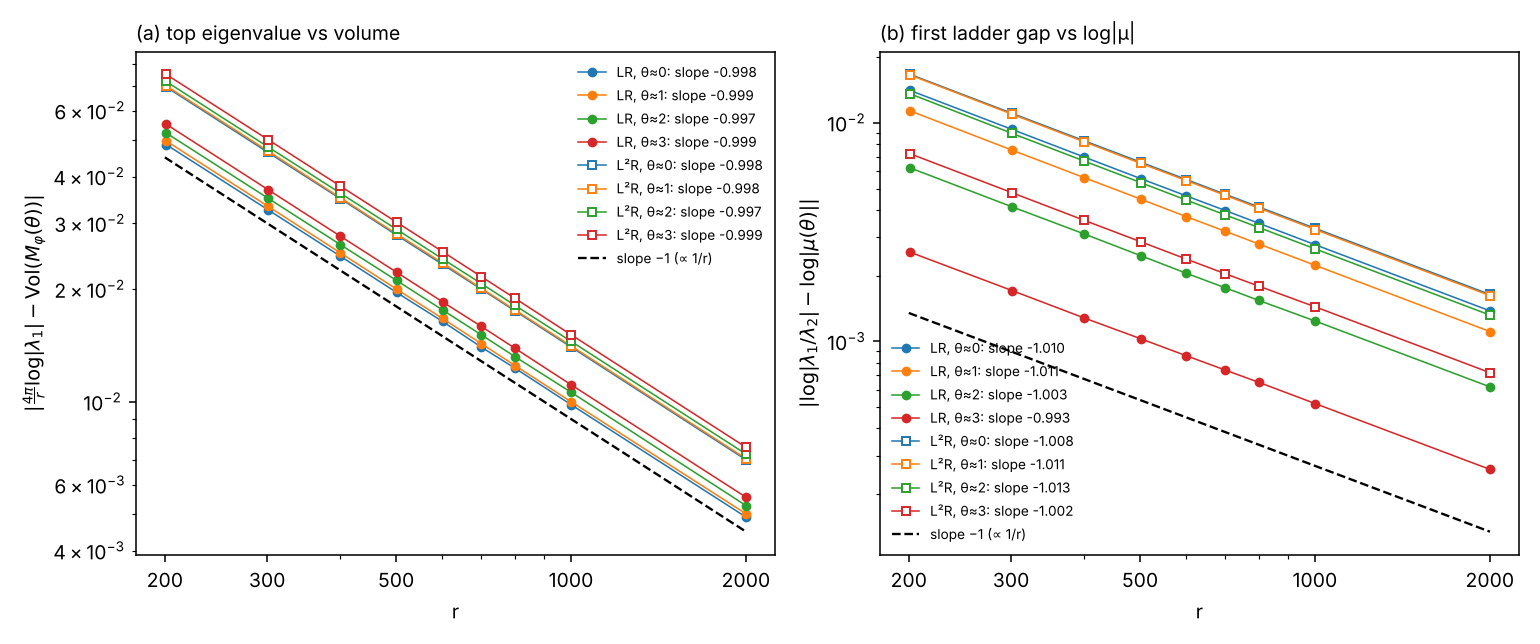 (a) top eigenvalue vs volume
|4π/r log|λ₁| − Vol(Mφ(θ))|
6 × 10⁻²
4 × 10⁻²
3 × 10⁻²
2 × 10⁻²
10⁻²
6 × 10⁻³
4 × 10⁻³
LR, θ≈0: slope -0.998
LR, θ≈1: slope -0.999
LR, θ≈2: slope -0.997
LR, θ≈3: slope -0.999
L²R, θ≈0: slope -0.998
L²R, θ≈1: slope -0.998
L²R, θ≈2: slope -0.997
L²R, θ≈3: slope -0.999
slope −1 (∝ 1/r)
200 300 500 1000 2000
r
(b) first ladder gap vs log|μ|
|log|λ₁/λ₂| − log|μ(θ)||
10⁻²
10⁻³
LR, θ≈0: slope -1.010
LR, θ≈1: slope -1.011
LR, θ≈2: slope -1.003
LR, θ≈3: slope -0.993
L²R, θ≈0: slope -1.008
L²R, θ≈1: slope -1.011
L²R, θ≈2: slope -1.013
L²R, θ≈3: slope -1.002
slope −1 (∝ 1/r)
200 300 500 1000 2000
r